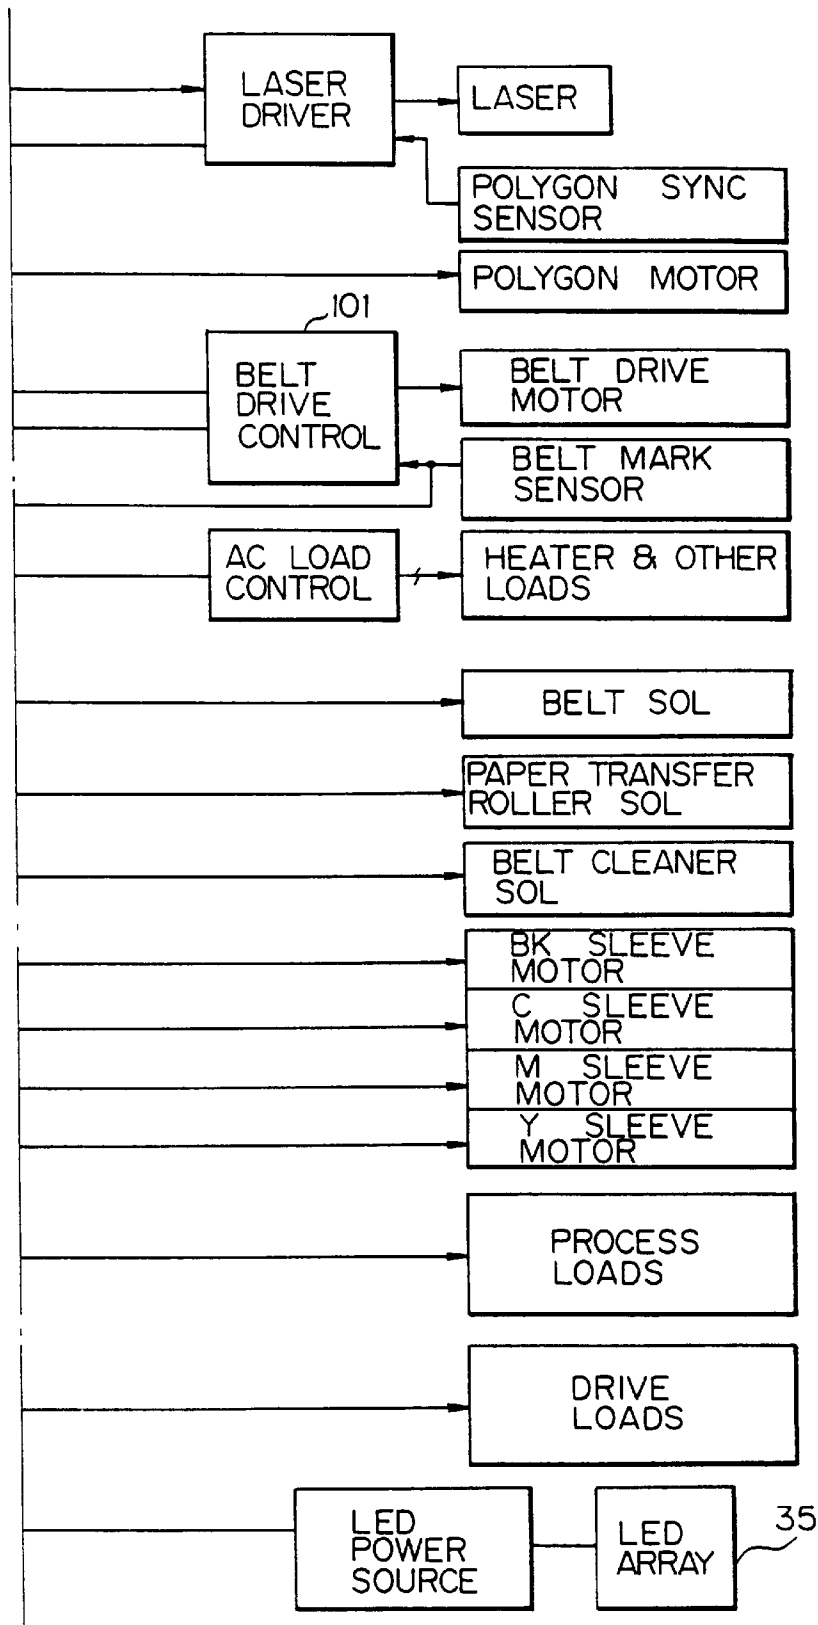 LASER
DRIVER
LASER
POLYGON SYNC
SENSOR
POLYGON MOTOR
101
BELT
DRIVE
CONTROL
BELT DRIVE
MOTOR
BELT MARK
SENSOR
AC LOAD
CONTROL
HEATER & OTHER
LOADS
BELT SOL
PAPER TRANSFER
ROLLER SOL
BELT CLEANER
SOL
BK SLEEVE
MOTOR
C SLEEVE
MOTOR
M SLEEVE
MOTOR
Y SLEEVE
MOTOR
PROCESS
LOADS
DRIVE
LOADS
LED
POWER
SOURCE
LED
ARRAY
35